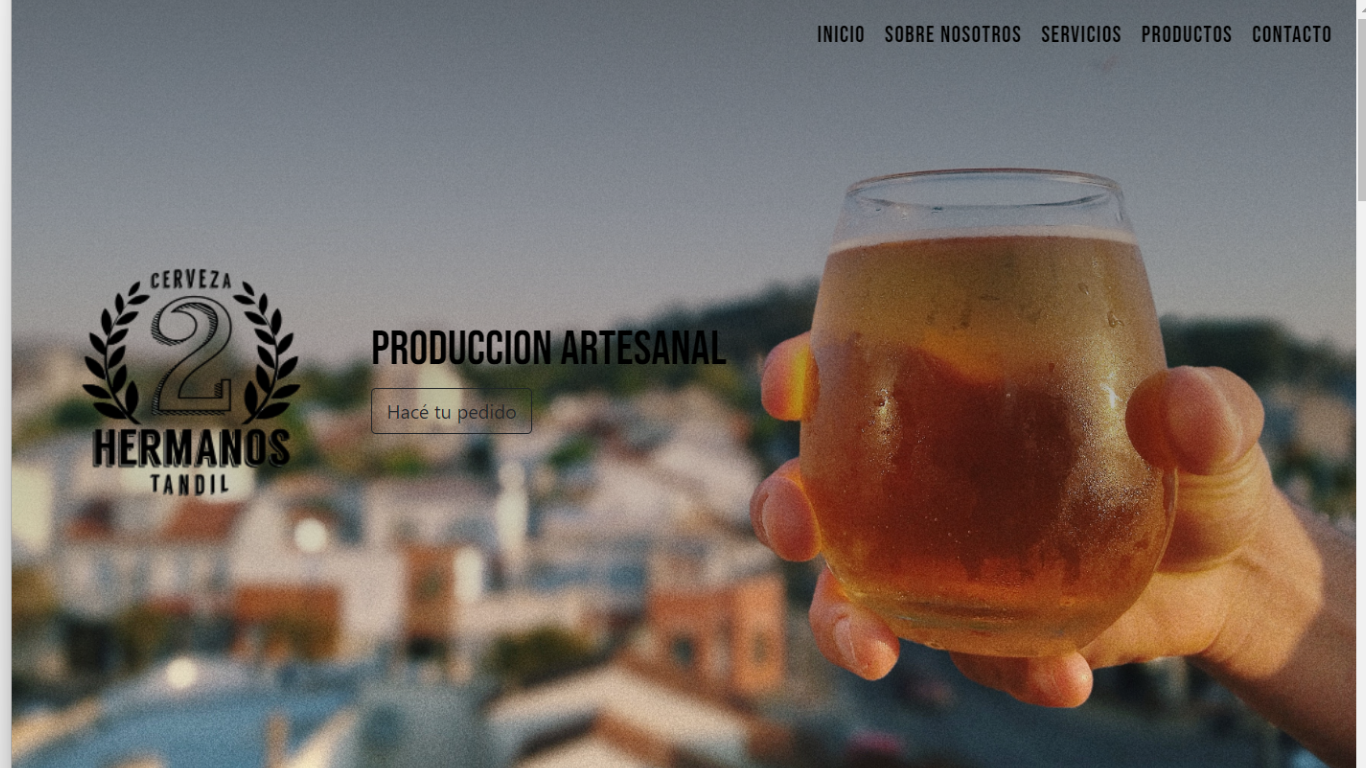 INICIO SOBRE NOSOTROS SERVICIOS PRODUCTOS CONTACTO
CERVEZA
2
HERMANOS
TANDIL
PRODUCCION ARTESANAL
Hacé tu pedido